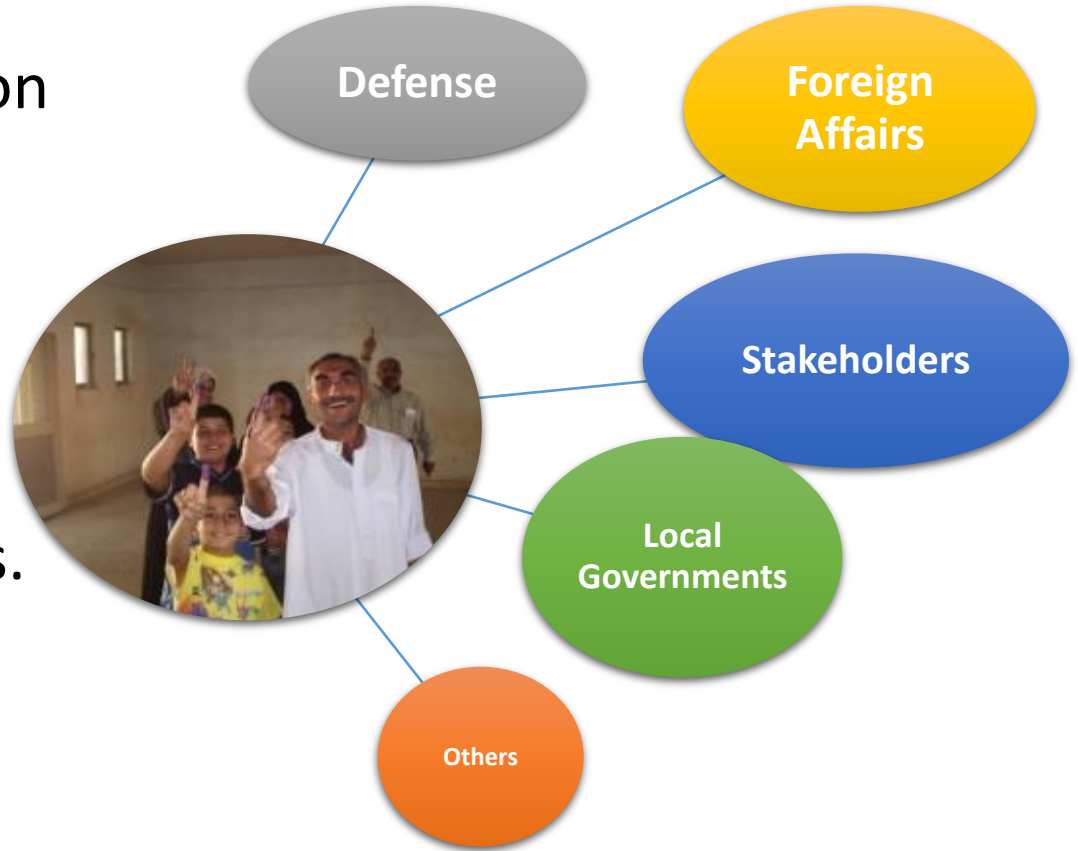 on
Defense
Foreign
Affairs
Stakeholders
Local
Governments
s.
Others